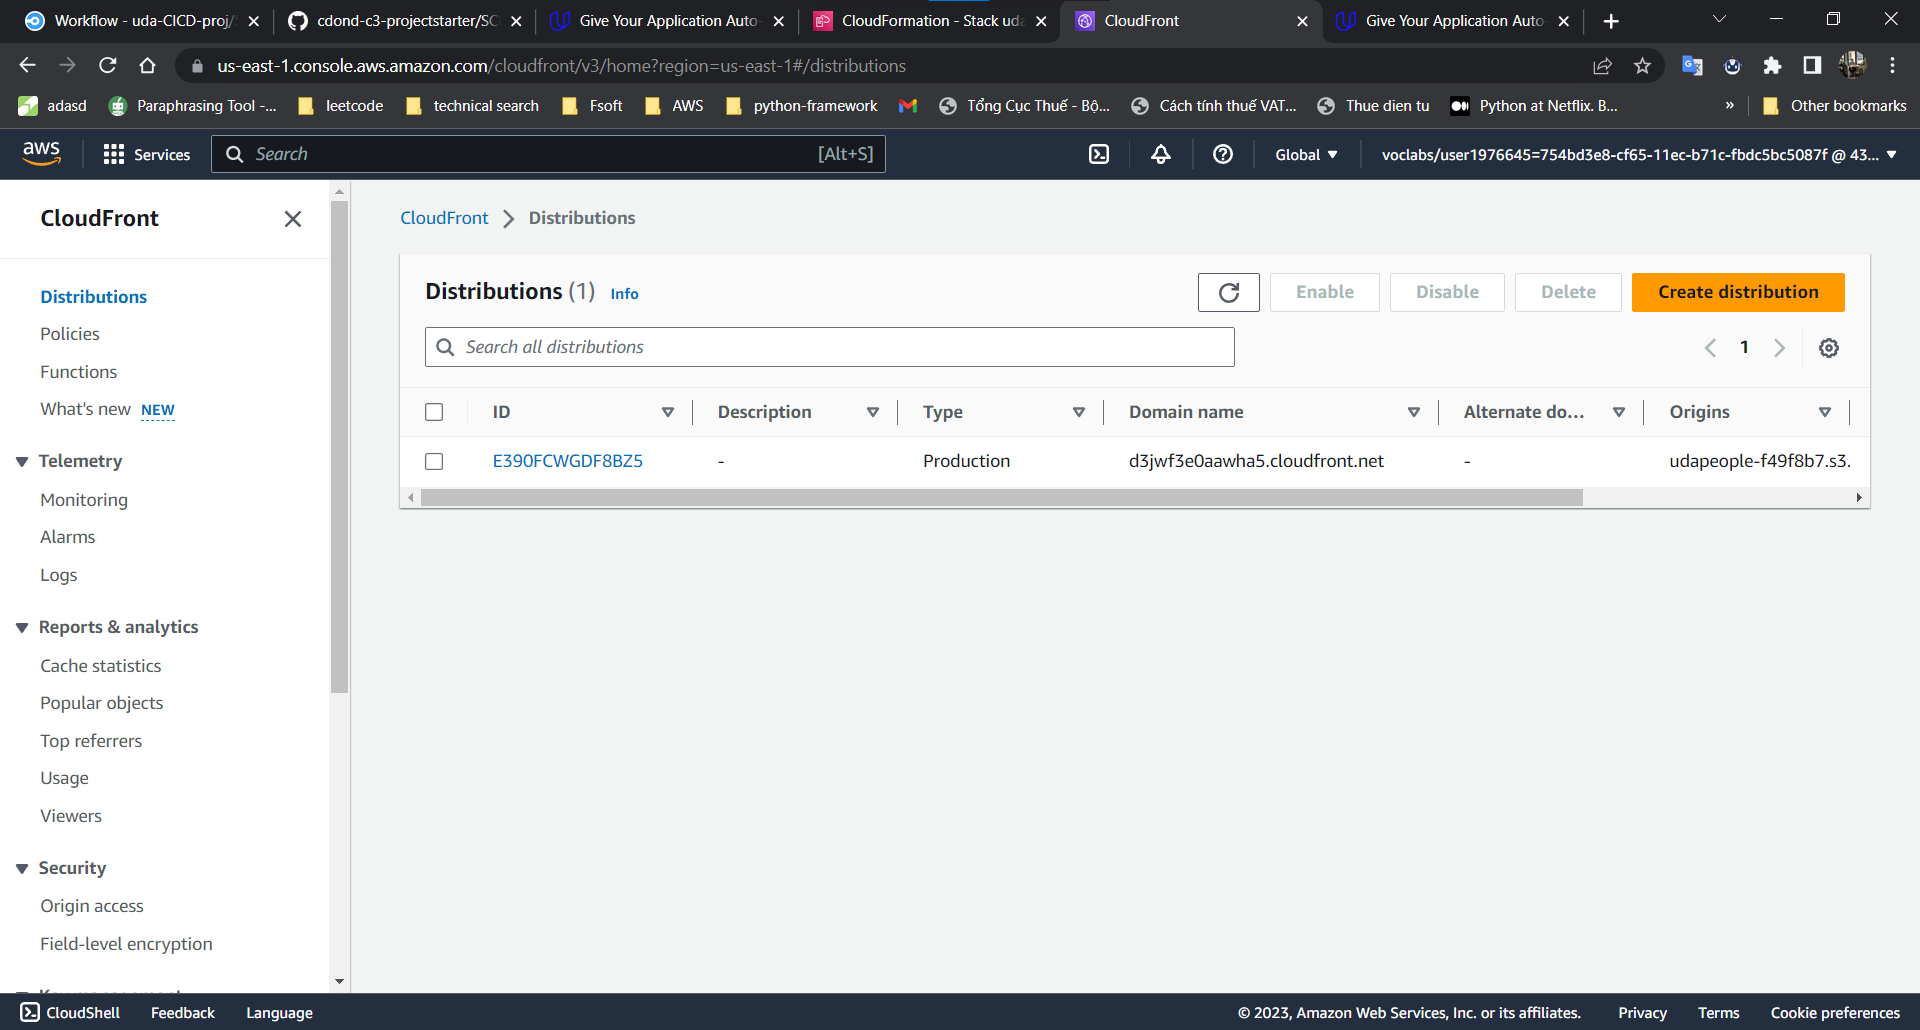 Workflow - uda-CICD-proj/
cdond-c3-projectstarter/SC
Give Your Application Auto-
CloudFormation - Stack uda
CloudFront
Give Your Application Auto-
us-east-1.console.aws.amazon.com/cloudfront/v3/home?region=us-east-1#/distributions
adasd
Paraphrasing Tool -...
leetcode
technical search
Fsoft
AWS
python-framework
Tổng Cục Thuế - Bộ...
Cách tính thuế VAT...
Thue dien tu
Python at Netflix. B...
»
Other bookmarks
aws
Services
Search
[Alt+S]
Global
voclabs/user1976645=754bd3e8-cf65-11ec-b71c-fbdc5bc5087f @ 43...
CloudFront
Distributions
Policies
Functions
What's new NEW
Telemetry
Monitoring
Alarms
Logs
Reports & analytics
Cache statistics
Popular objects
Top referrers
Usage
Viewers
Security
Origin access
Field-level encryption
CloudFront
Distributions
Distributions (1) Info
Enable
Disable
Delete
Create distribution
Search all distributions
1
ID
Description
Type
Domain name
Alternate do...
Origins
E390FCWGDF8BZ5
-
Production
d3jwf3e0aawha5.cloudfront.net
-
udapeople-f49f8b7.s3.
CloudShell
Feedback
Language
© 2023, Amazon Web Services, Inc. or its affiliates.
Privacy
Terms
Cookie preferences